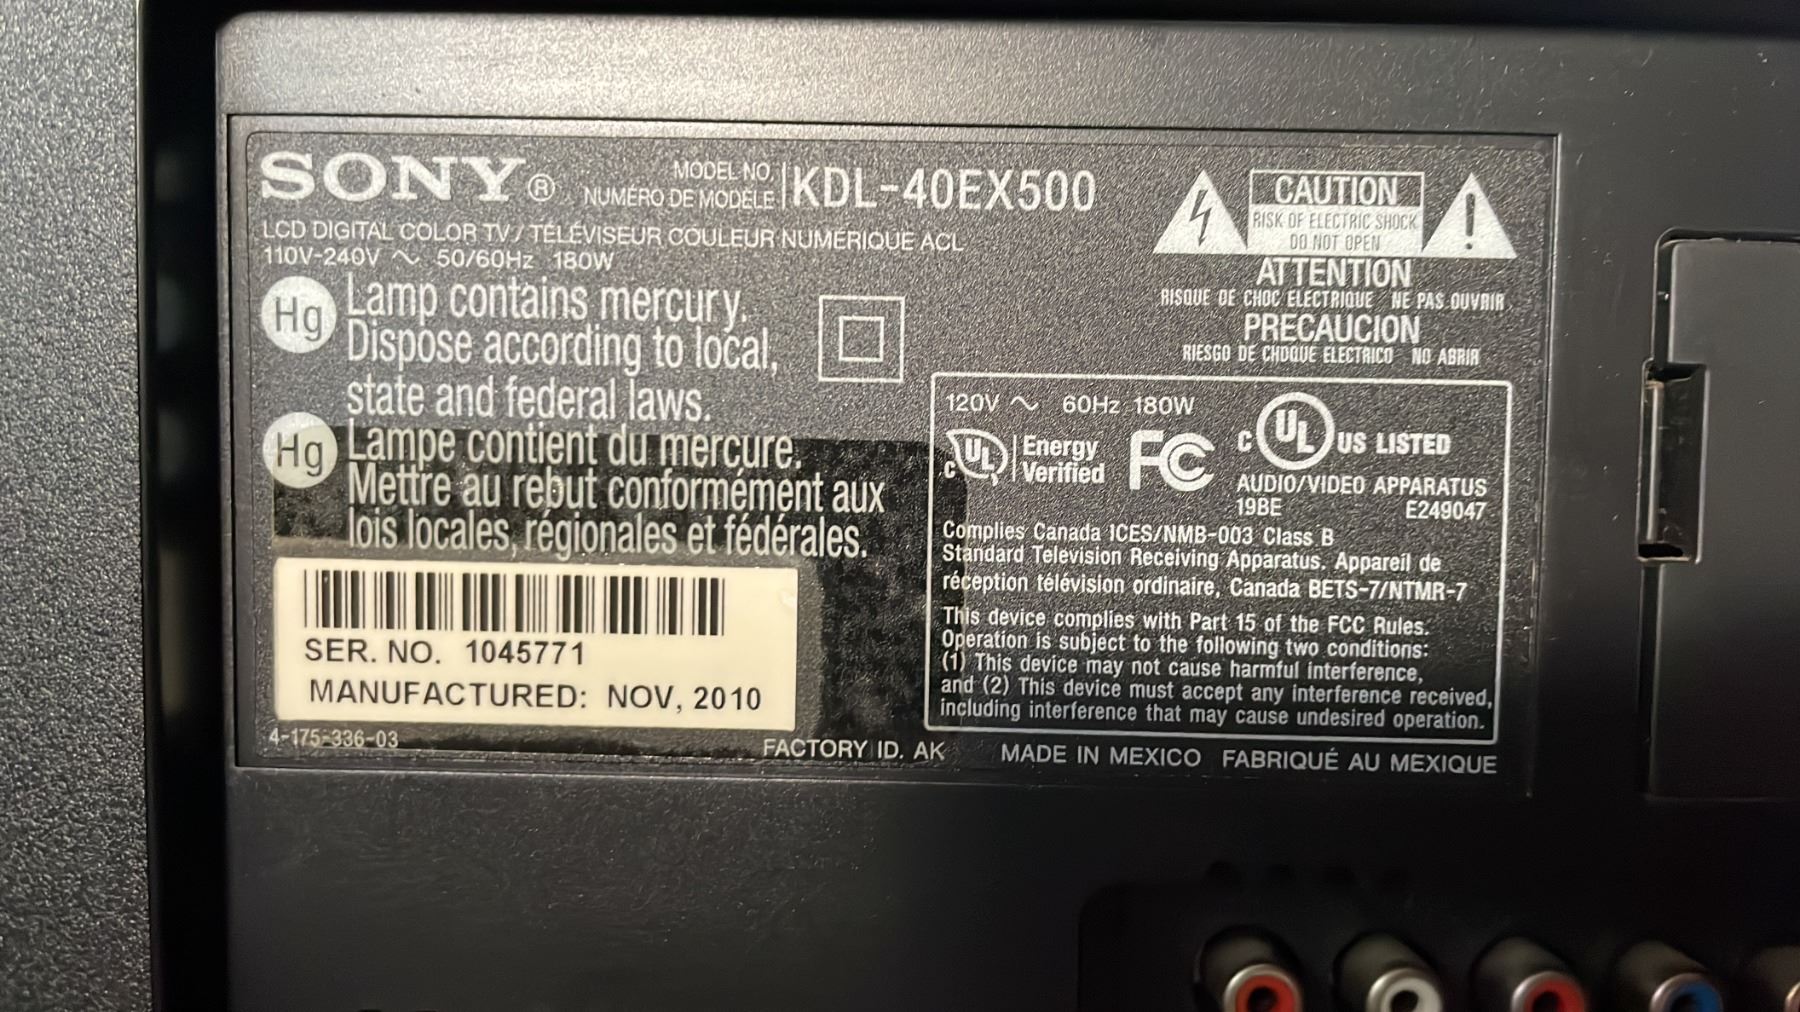 SONY®
MODEL NO.
NUMÉRO DE MODÈLE
KDL-40EX500
LCD DIGITAL COLOR TV / TÉLÉVISEUR COULEUR NUMÉRIQUE ACL
110V-240V ~ 50/60Hz 180W
Hg
Lamp contains mercury.
Dispose according to local,
state and federal laws.
Hg
Lampe contient du mercure.
Mettre au rebut conformément aux
lois locales, régionales et fédérales.
SER. NO. 1045771
MANUFACTURED: NOV, 2010
4-175-336-03
FACTORY ID. AK
CAUTION
RISK OF ELECTRIC SHOCK
DO NOT OPEN
ATTENTION
RISQUE DE CHOC ELECTRIQUE NE PAS OUVRIR
PRECAUCION
RIESGO DE CHOQUE ELECTRICO NO ABRIR
120V ~ 60Hz 180W
C UL Energy
Verified
FC
C UL US LISTED
AUDIO/VIDEO APPARATUS
19BE E249047
Complies Canada ICES/NMB-003 Class B
Standard Television Receiving Apparatus. Appareil de
réception télévision ordinaire, Canada BETS-7/NTMR-7
This device complies with Part 15 of the FCC Rules.
Operation is subject to the following two conditions:
(1) This device may not cause harmful interference,
and (2) This device must accept any interference received,
including interference that may cause undesired operation.
MADE IN MEXICO FABRIQUÉ AU MEXIQUE